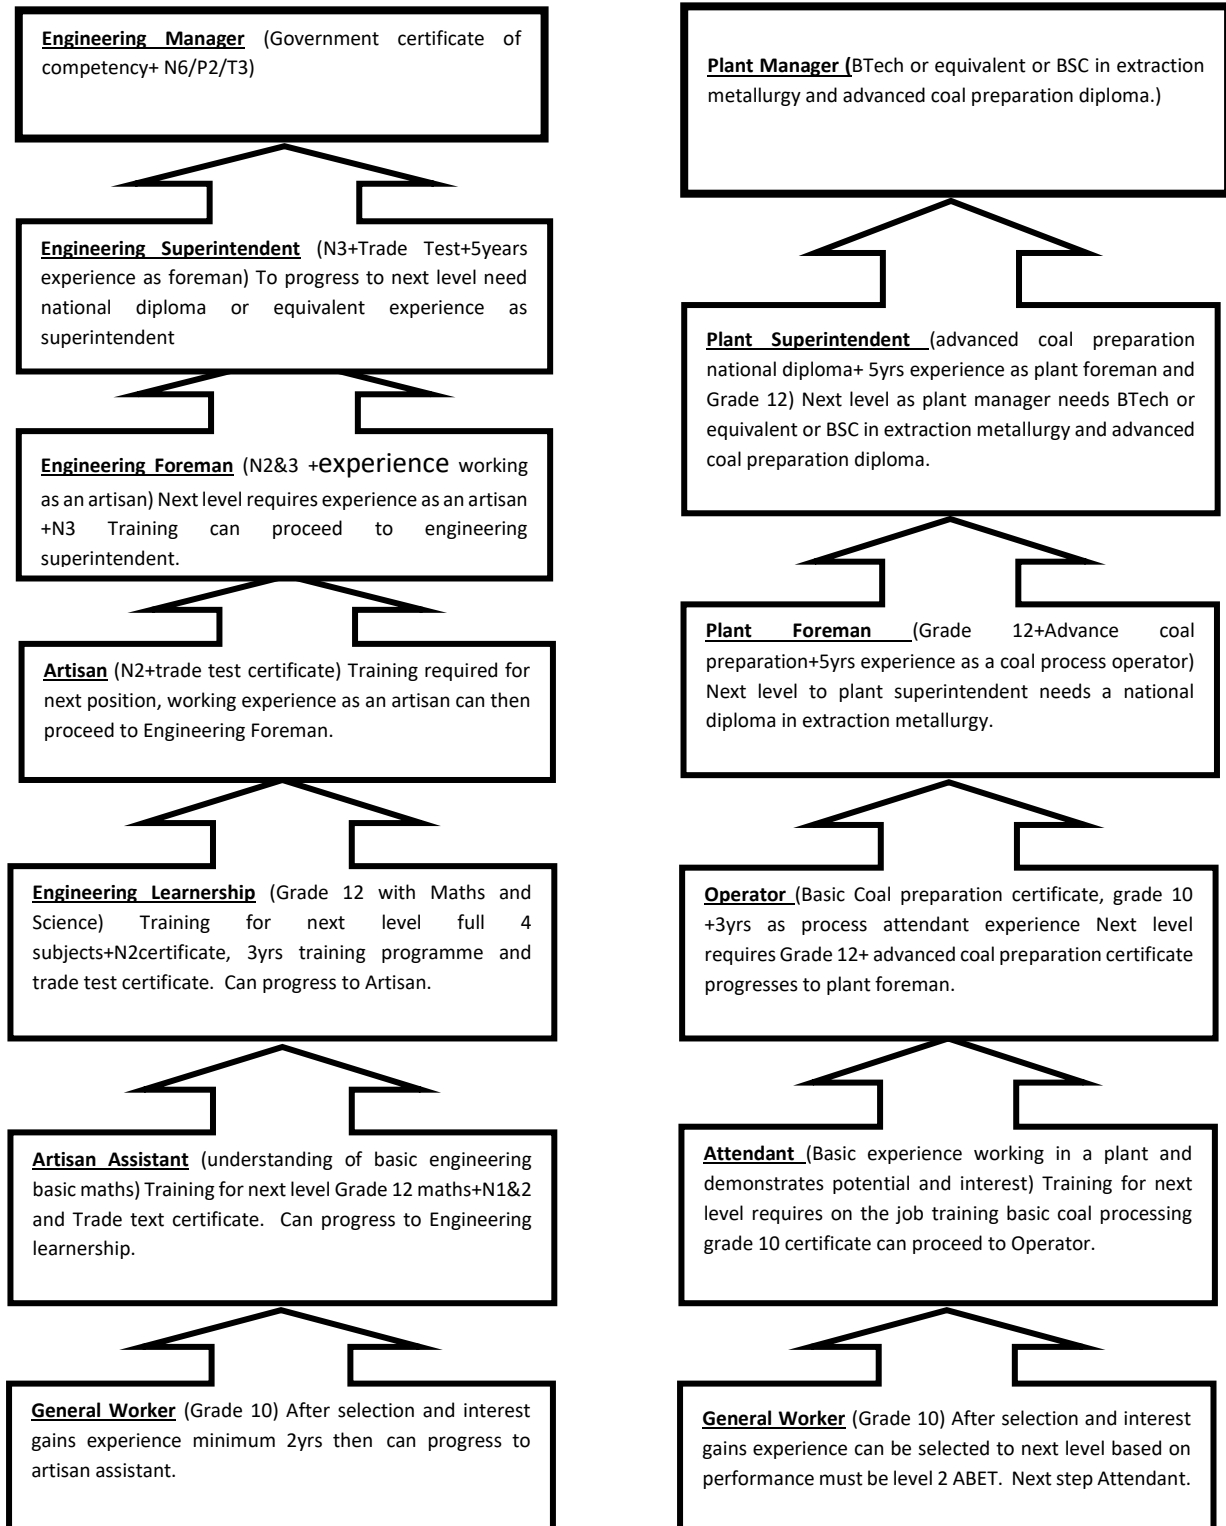 Engineering Manager (Government certificate of
competency+ N6/P2/T3)
Engineering Superintendent (N3+Trade Test+5years
experience as foreman) To progress to next level need
national diploma or equivalent experience as
superintendent
Engineering Foreman (N2&3 +experience working
as an artisan) Next level requires experience as an artisan
+N3 Training can proceed to engineering
superintendent.
Artisan (N2+trade test certificate) Training required for
next position, working experience as an artisan can then
proceed to Engineering Foreman.
Engineering Learnership (Grade 12 with Maths and
Science) Training for next level full 4
subjects+N2certificate, 3yrs training programme and
trade test certificate. Can progress to Artisan.
Artisan Assistant (understanding of basic engineering
basic maths) Training for next level Grade 12 maths+N1&2
and Trade text certificate. Can progress to Engineering
learnership.
General Worker (Grade 10) After selection and interest
gains experience minimum 2yrs then can progress to
artisan assistant.
Plant Manager (BTech or equivalent or BSC in extraction
metallurgy and advanced coal preparation diploma.)
Plant Superintendent (advanced coal preparation
national diploma+ 5yrs experience as plant foreman and
Grade 12) Next level as plant manager needs BTech or
equivalent or BSC in extraction metallurgy and advanced
coal preparation diploma.
Plant Foreman (Grade 12+Advance coal
preparation+5yrs experience as a coal process operator)
Next level to plant superintendent needs a national
diploma in extraction metallurgy.
Operator (Basic Coal preparation certificate, grade 10
+3yrs as process attendant experience Next level
requires Grade 12+ advanced coal preparation certificate
progresses to plant foreman.
Attendant (Basic experience working in a plant and
demonstrates potential and interest) Training for next
level requires on the job training basic coal processing
grade 10 certificate can proceed to Operator.
General Worker (Grade 10) After selection and interest
gains experience can be selected to next level based on
performance must be level 2 ABET. Next step Attendant.